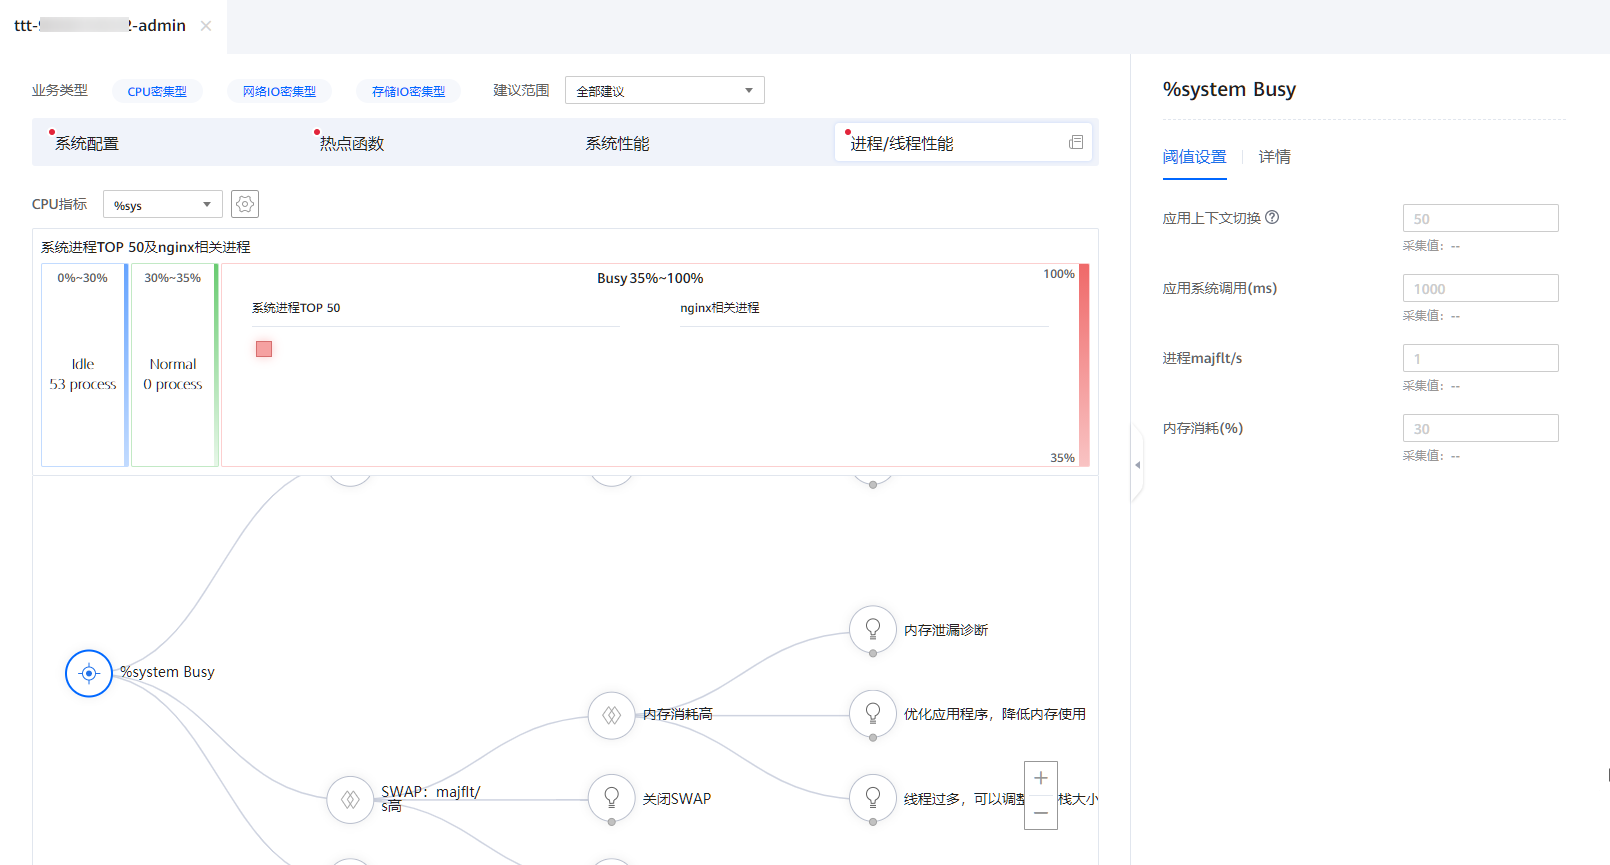 ttt- -admin
业务类型 CPU密集型 网络IO密集型 存储IO密集型 建议范围 全部建议
系统配置 热点函数 系统性能 进程/线程性能
CPU指标 %sys
系统进程TOP 50及nginx相关进程
0%~30% 30%~35% Busy 35%~100% 100%
系统进程TOP 50 nginx相关进程
Idle
53 process
Normal
0 process
35%
%system Busy
SWAP：majflt/
s高
内存消耗高
关闭SWAP
内存泄漏诊断
优化应用程序，降低内存使用
线程过多，可以调整 栈大小
%system Busy
阈值设置 详情
应用上下文切换 50
采集值：--
应用系统调用(ms) 1000
采集值：--
进程majflt/s 1
采集值：--
内存消耗(%) 30
采集值：--